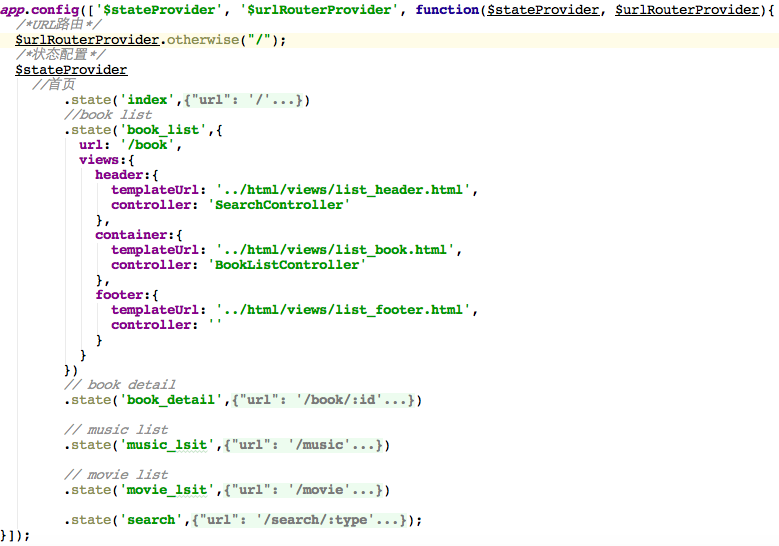 app.config(['$stateProvider', '$urlRouterProvider', function($stateProvider, $urlRouterProvider){
/*URL路由*/
$urlRouterProvider.otherwise("/");
/*状态配置*/
$stateProvider
//首页
.state('index',{"url": '/'...})
//book list
.state('book_list',{
url: '/book',
views:{
header:{
templateUrl: '../html/views/list_header.html',
controller: 'SearchController'
},
container:{
templateUrl: '../html/views/list_book.html',
controller: 'BookListController'
},
footer:{
templateUrl: '../html/views/list_footer.html',
controller: ''
}
}
})
// book detail
.state('book_detail',{"url": '/book/:id'...})
// music list
.state('music_lsit',{"url": '/music'...})
// movie list
.state('movie_lsit',{"url": '/movie'...})
.state('search',{"url": '/search/:type'...});
}]);